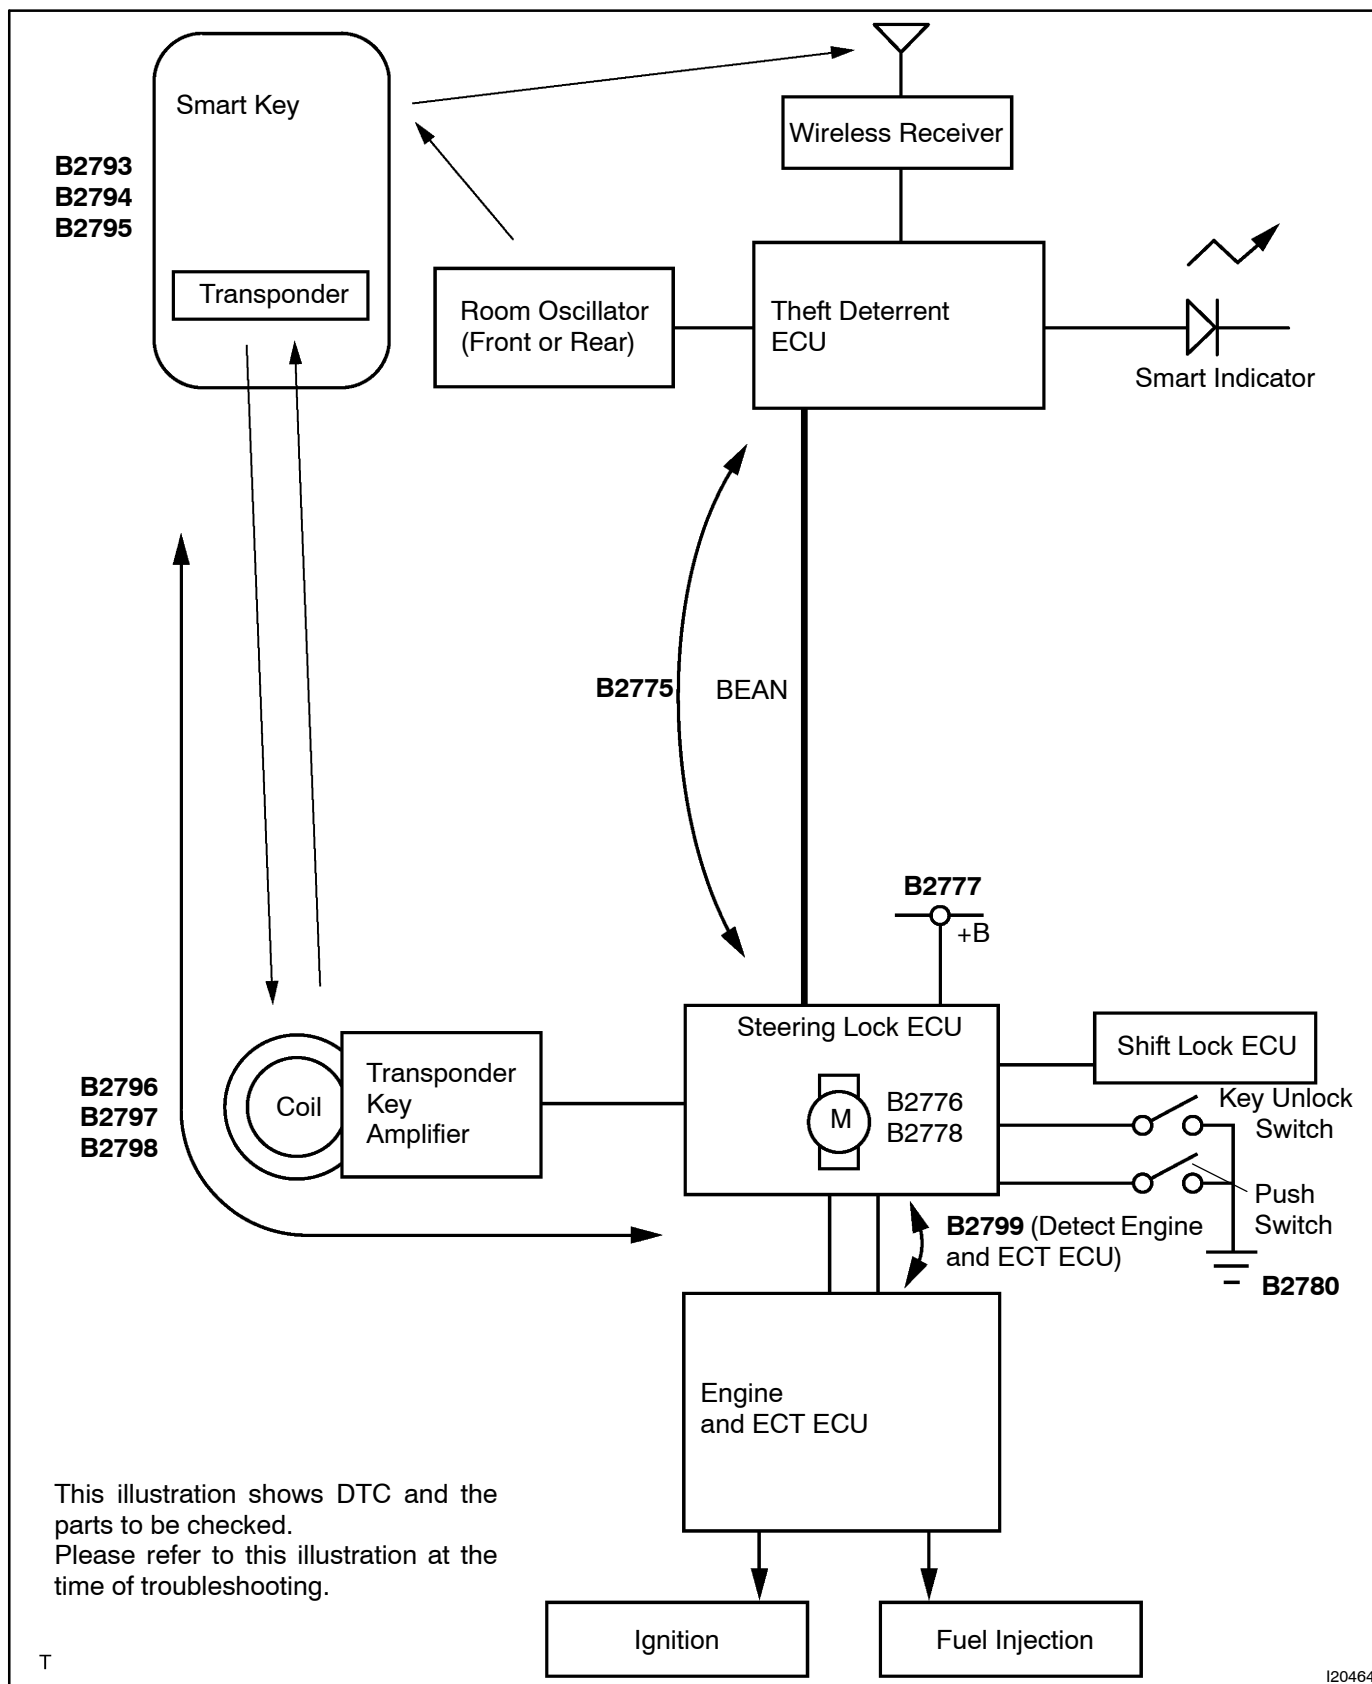 Smart Key
B2793
B2794
B2795
Transponder
Wireless Receiver
Room Oscillator
(Front or Rear)
Theft Deterrent
ECU
Smart Indicator
B2775
BEAN
B2777
+B
Steering Lock ECU
M
B2776
B2778
Shift Lock ECU
Key Unlock
Switch
Push
Switch
B2780
B2796
B2797
B2798
Coil
Transponder
Key
Amplifier
B2799 (Detect Engine
and ECT ECU)
Engine
and ECT ECU
This illustration shows DTC and the
parts to be checked.
Please refer to this illustration at the
time of troubleshooting.
Ignition
Fuel Injection
T
I20464